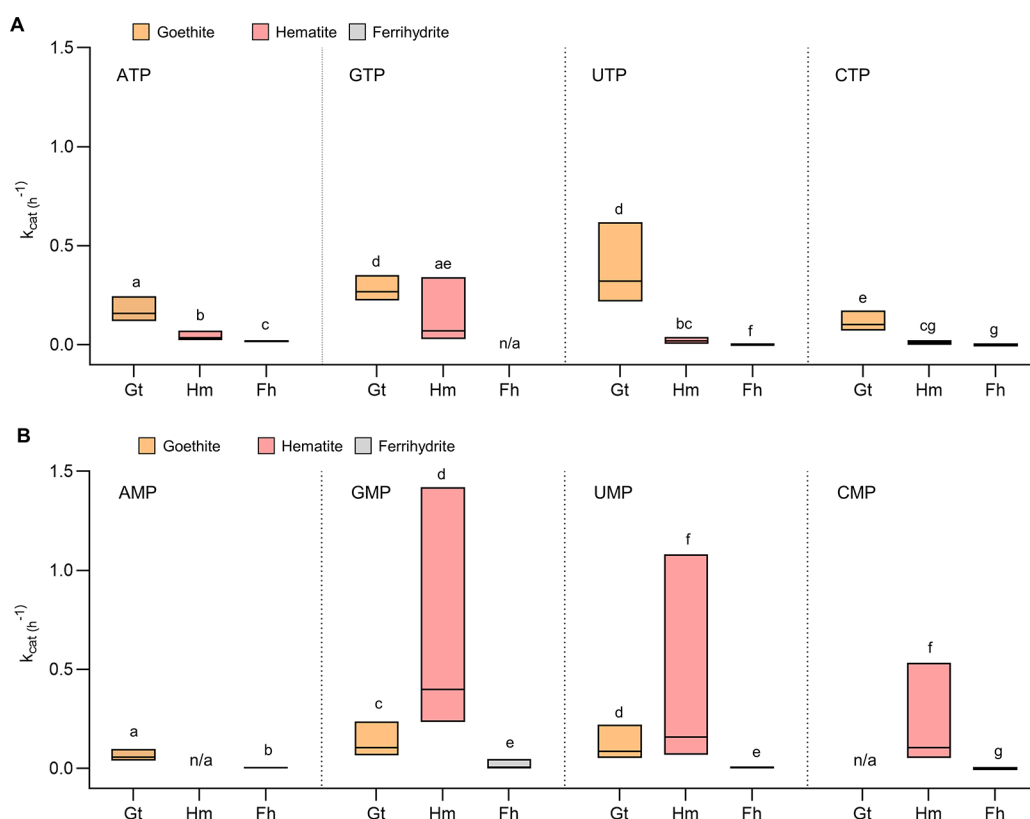 A
Goethite Hematite Ferrihydrite
1.5
ATP GTP UTP CTP
1.0
kcat (h-1)
d
0.5
d ae
a e
b c bc f cg g
0.0 n/a
Gt Hm Fh Gt Hm Fh Gt Hm Fh Gt Hm Fh
B
Goethite Hematite Ferrihydrite
1.5 d
AMP GMP UMP CMP
f
1.0
kcat (h-1)
f
0.5
c d
a b e e g
0.0 n/a n/a
Gt Hm Fh Gt Hm Fh Gt Hm Fh Gt Hm Fh